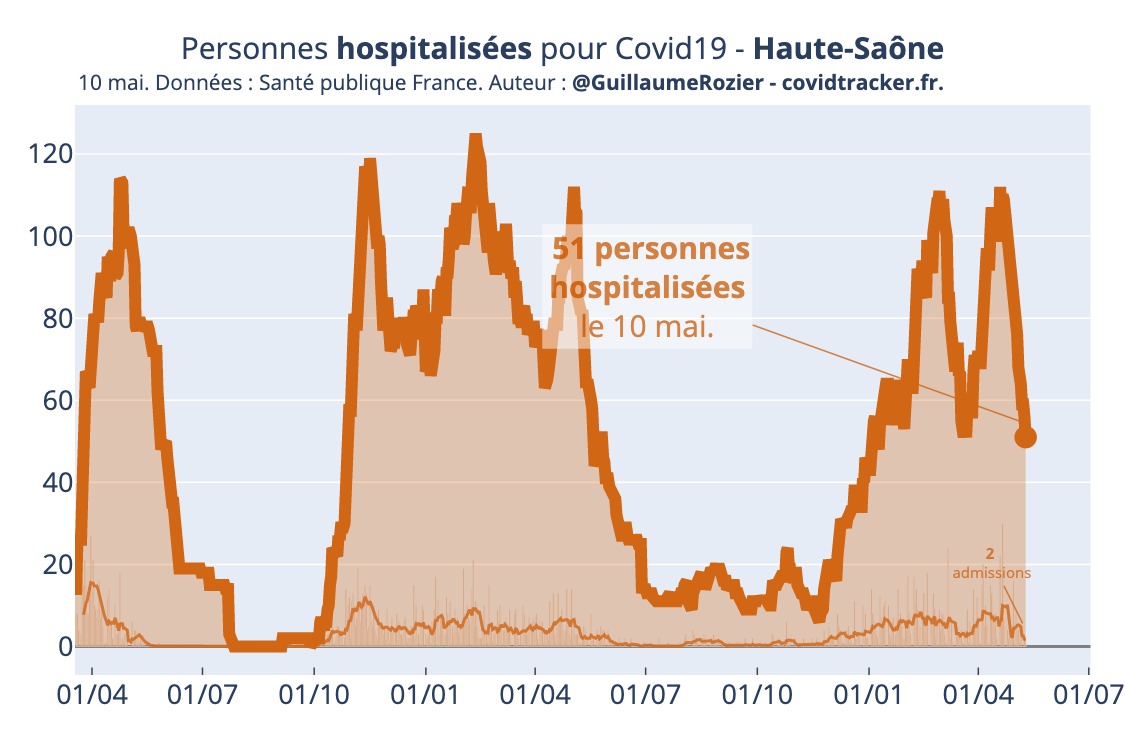 Personnes hospitalisées pour Covid19 - Haute-Saône
10 mai. Données : Santé publique France. Auteur : @GuillaumeRozier - covidtracker.fr.
120
100
80
60
40
20
0
51 personnes
hospitalisées
le 10 mai.
2
admissions
01/04 01/07 01/10 01/01 01/04 01/07 01/10 01/01 01/04 01/07